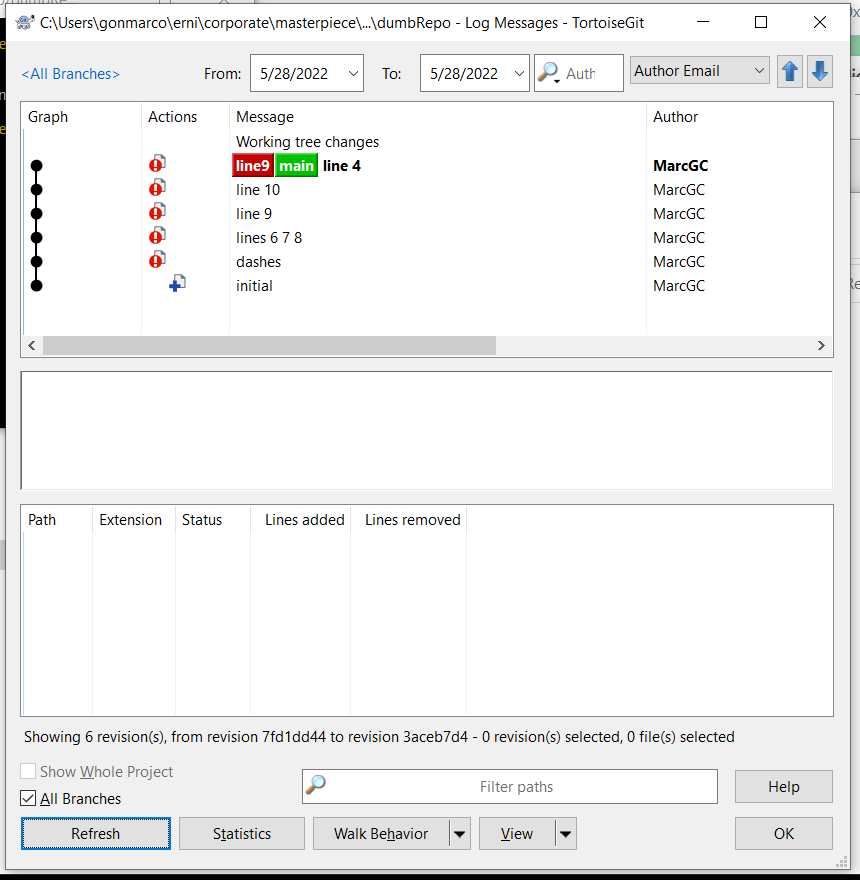 C:\Users\gonmarco\erni\corporate\masterpiece\...\dumbRepo - Log Messages - TortoiseGit
<All Branches> From: 5/28/2022 To: 5/28/2022 Auth Author Email
Graph Actions Message Author
Working tree changes
line9 main line 4 MarcGC
line 10 MarcGC
line 9 MarcGC
lines 6 7 8 MarcGC
dashes MarcGC
initial MarcGC
Path Extension Status Lines added Lines removed
Showing 6 revision(s), from revision 7fd1dd44 to revision 3aceb7d4 - 0 revision(s) selected, 0 file(s) selected
Show Whole Project
Filter paths Help
All Branches
Refresh Statistics Walk Behavior View OK